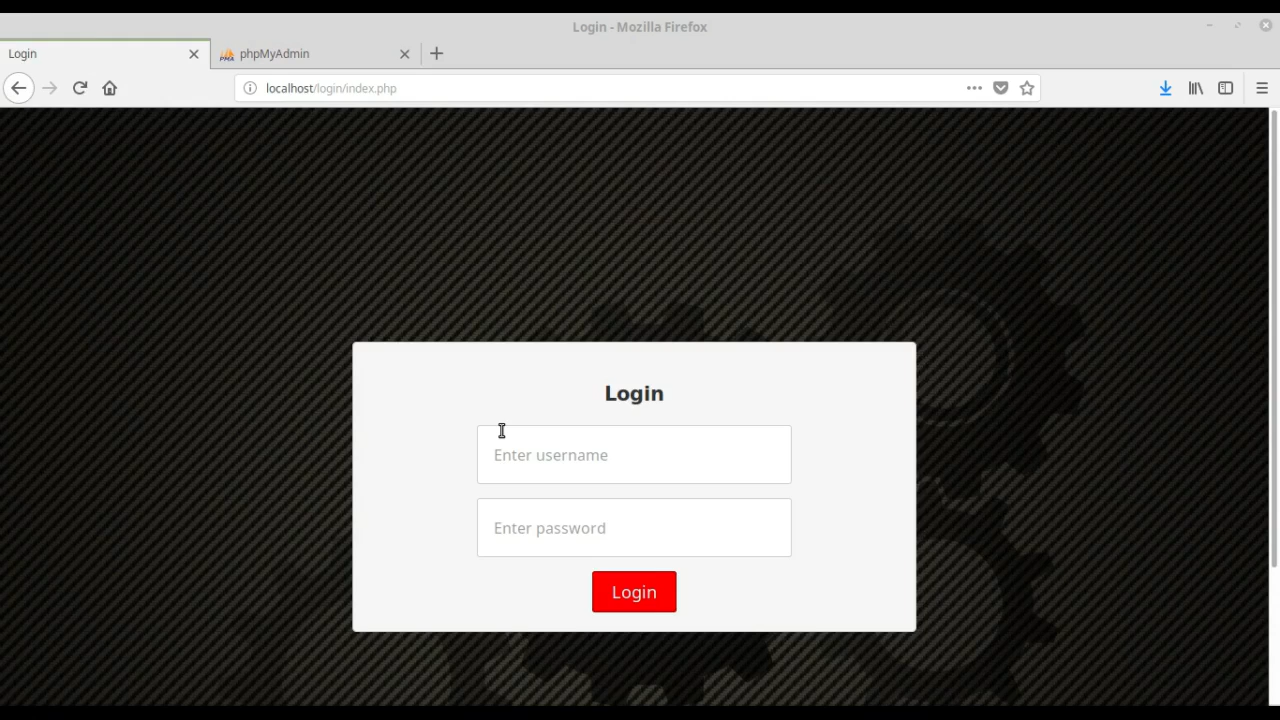 Login - Mozilla Firefox
Login
phpMyAdmin
localhost/login/index.php
Login
Enter username
Enter password
Login